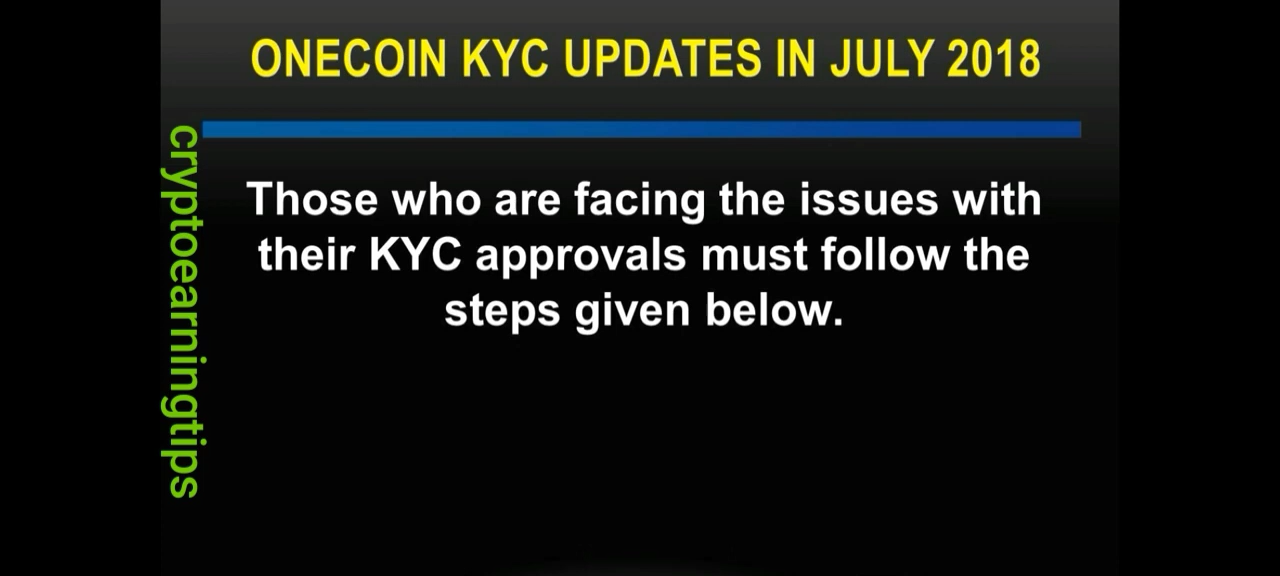 ONECOIN KYC UPDATES IN JULY 2018
cryptoearningtips
Those who are facing the issues with
their KYC approvals must follow the
steps given below.